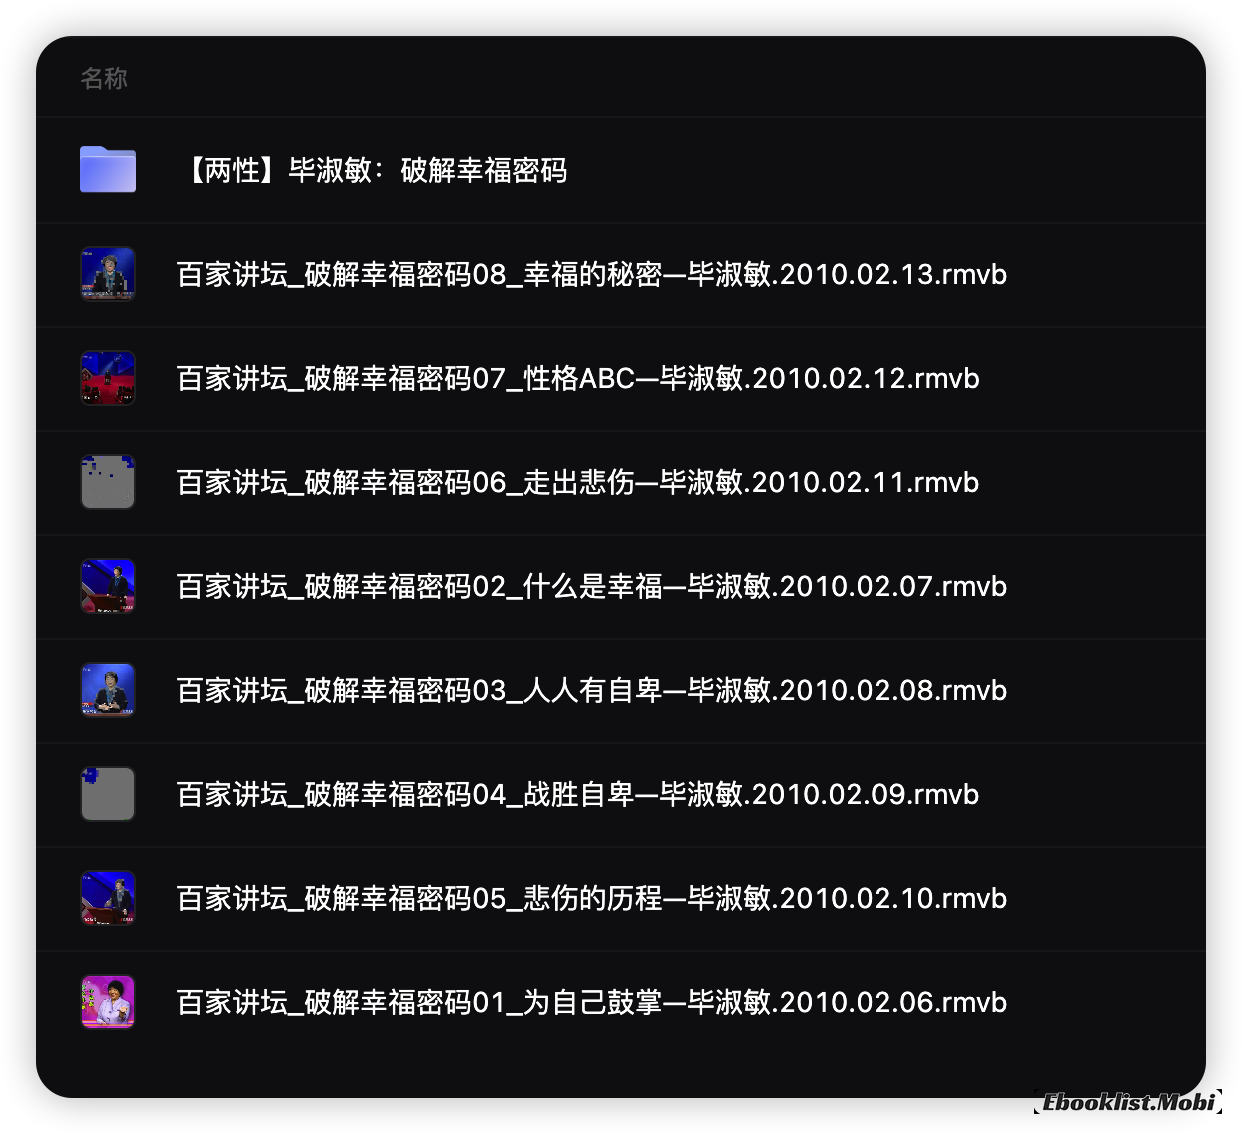 名称
【两性】毕淑敏：破解幸福密码
百家讲坛_破解幸福密码08_幸福的秘密—毕淑敏.2010.02.13.rmvb
百家讲坛_破解幸福密码07_性格ABC—毕淑敏.2010.02.12.rmvb
百家讲坛_破解幸福密码06_走出悲伤—毕淑敏.2010.02.11.rmvb
百家讲坛_破解幸福密码02_什么是幸福—毕淑敏.2010.02.07.rmvb
百家讲坛_破解幸福密码03_人人有自卑—毕淑敏.2010.02.08.rmvb
百家讲坛_破解幸福密码04_战胜自卑—毕淑敏.2010.02.09.rmvb
百家讲坛_破解幸福密码05_悲伤的历程—毕淑敏.2010.02.10.rmvb
百家讲坛_破解幸福密码01_为自己鼓掌—毕淑敏.2010.02.06.rmvb
【Ebooklist.Mobi】